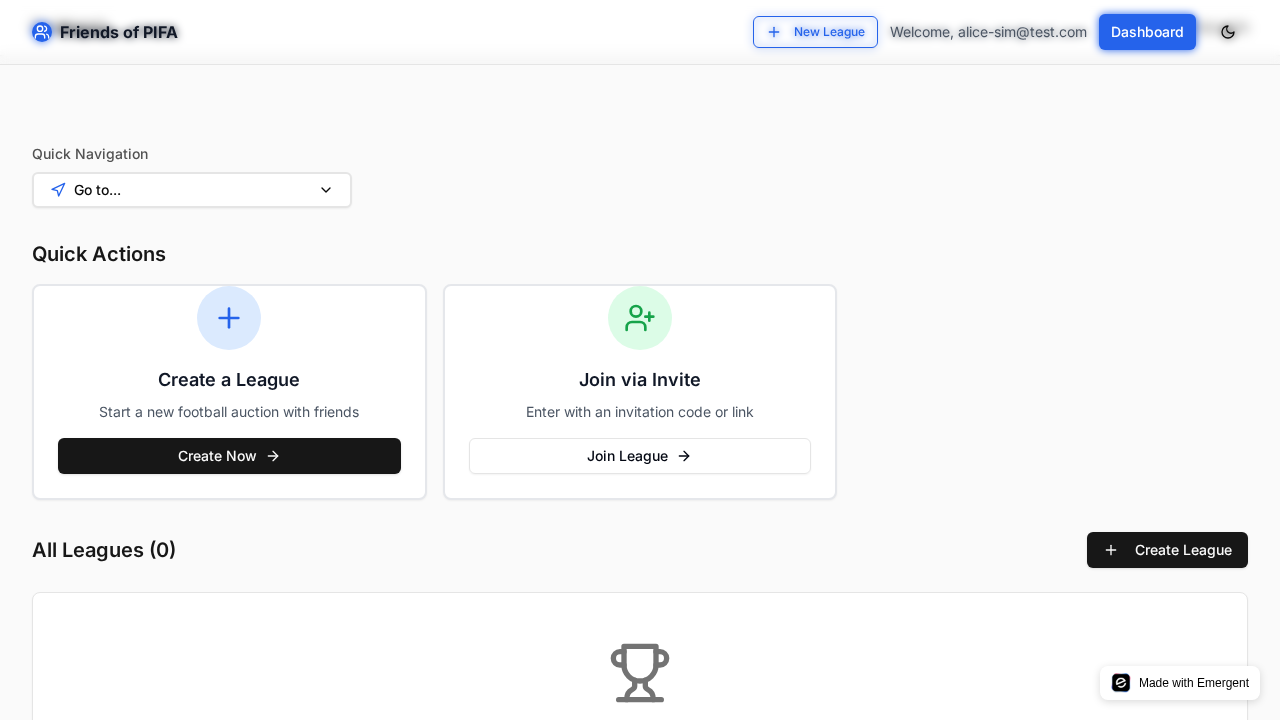 Friends of PIFA
New League
Welcome, alice-sim@test.com
Dashboard
Quick Navigation
Go to...
Quick Actions
Create a League
Start a new football auction with friends
Create Now
Join via Invite
Enter with an invitation code or link
Join League
All Leagues (0)
Create League
Made with Emergent